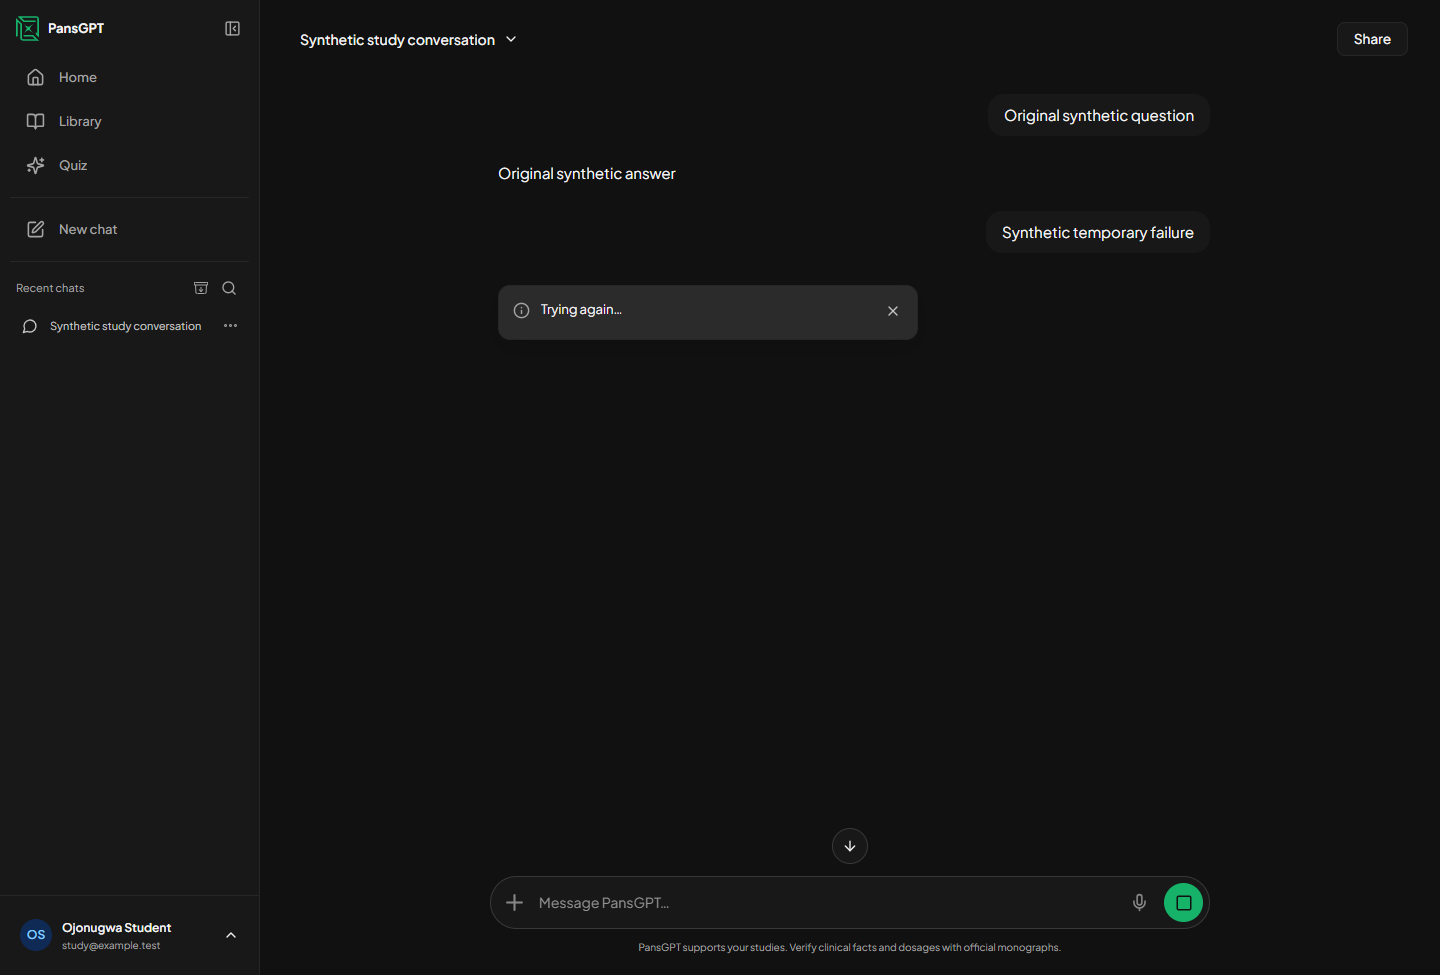 PansGPT
Home
Library
Quiz
New chat
Recent chats
Synthetic study conversation
OS
Ojonugwa Student
study@example.test
Synthetic study conversation
Share
Original synthetic question
Original synthetic answer
Synthetic temporary failure
Trying again…
Message PansGPT…
PansGPT supports your studies. Verify clinical facts and dosages with official monographs.